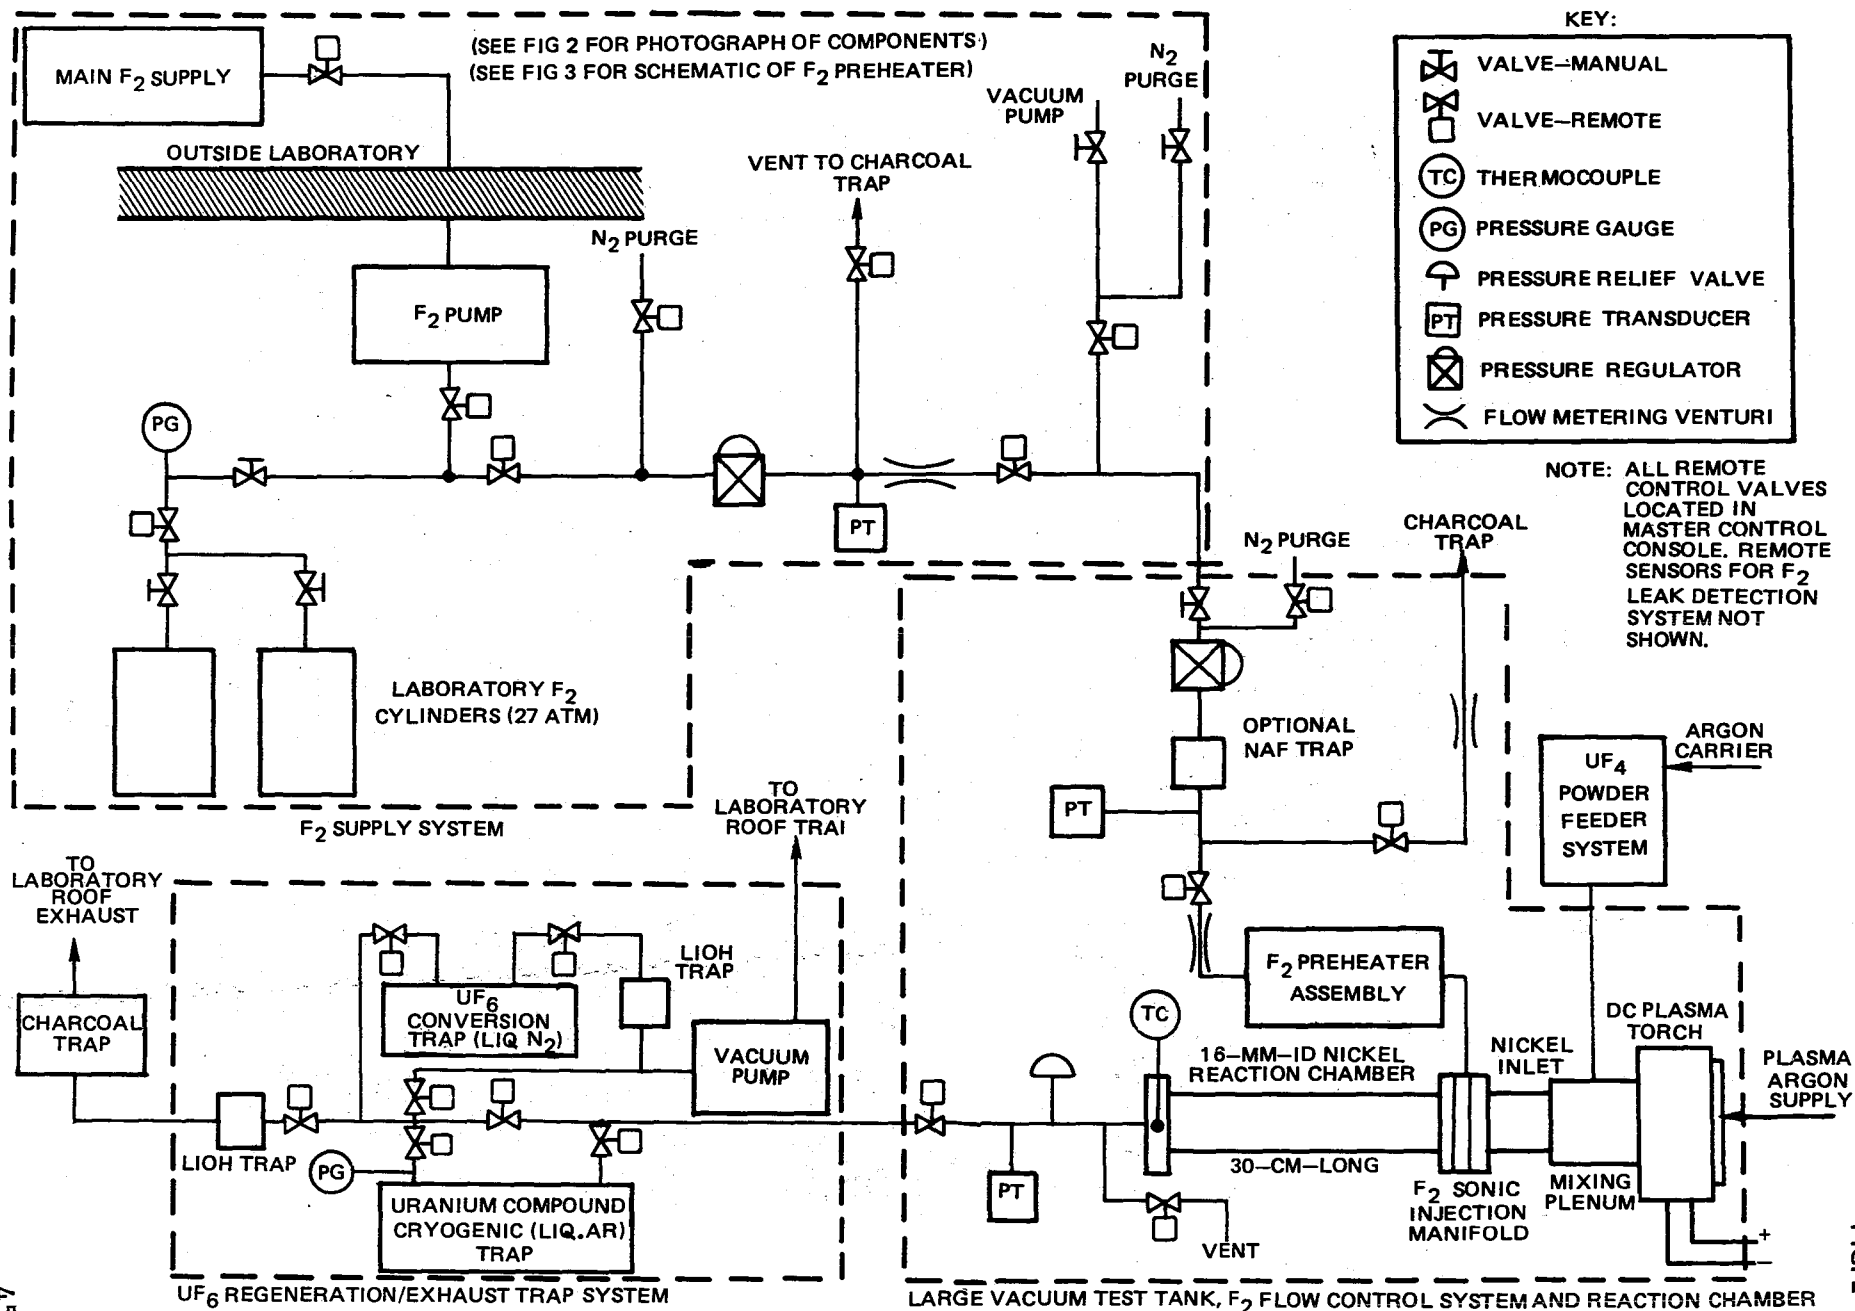 (SEE FIG 2 FOR PHOTOGRAPH OF COMPONENTS)
(SEE FIG 3 FOR SCHEMATIC OF F2 PREHEATER)
MAIN F2 SUPPLY
OUTSIDE LABORATORY
N2 PURGE
F2 PUMP
VENT TO CHARCOAL
TRAP
VACUUM
PUMP
N2
PURGE
PG
PT
LABORATORY F2
CYLINDERS (27 ATM)
F2 SUPPLY SYSTEM
KEY:
VALVE–MANUAL
VALVE–REMOTE
TC THERMOCOUPLE
PG PRESSURE GAUGE
PRESSURE RELIEF VALVE
PT PRESSURE TRANSDUCER
PRESSURE REGULATOR
FLOW METERING VENTURI
NOTE: ALL REMOTE
CONTROL VALVES
LOCATED IN
MASTER CONTROL
CONSOLE. REMOTE
SENSORS FOR F2
LEAK DETECTION
SYSTEM NOT
SHOWN.
CHARCOAL
TRAP
N2 PURGE
OPTIONAL
NAF TRAP
PT
UF4
POWDER
FEEDER
SYSTEM
ARGON
CARRIER
F2 PREHEATER
ASSEMBLY
TC
16–MM–ID NICKEL
REACTION CHAMBER
30–CM–LONG
NICKEL
INLET
DC PLASMA
TORCH
PLASMA
ARGON
SUPPLY
F2 SONIC
INJECTION
MANIFOLD
MIXING
PLENUM
+
–
PT
VENT
LARGE VACUUM TEST TANK, F2 FLOW CONTROL SYSTEM AND REACTION CHAMBER
TO
LABORATORY
ROOF TRAI
TO
LABORATORY
ROOF
EXHAUST
CHARCOAL
TRAP
LIOH TRAP
UF6
CONVERSION
TRAP (LIQ N2)
LIOH
TRAP
VACUUM
PUMP
PG
URANIUM COMPOUND
CRYOGENIC (LIQ.AR)
TRAP
UF6 REGENERATION/EXHAUST TRAP SYSTEM